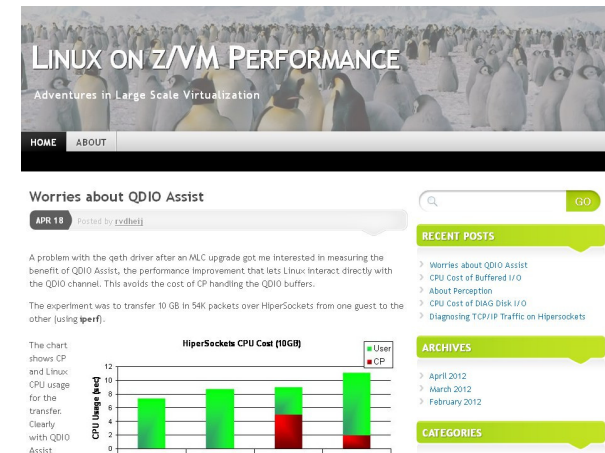 LINUX ON Z/VM PERFORMANCE
Adventures in Large Scale Virtualization
HOME ABOUT
Worries about QDIO Assist
APR 18 Posted by rvdheij
A problem with the qeth driver after an MLC upgrade got me interested in measuring the
benefit of QDIO Assist, the performance improvement that lets Linux interact directly with
the QDIO channel. This avoids the cost of CP handling the QDIO buffers.
The experiment was to transfer 10 GB in 54K packets over HiperSockets from one guest to the
other (using iperf).
The chart
shows CP
and Linux
CPU usage
for the
transfer.
Clearly
with QDIO
Assist
HiperSockets CPU Cost (10GB)
User
CP
CPU Usage (sec)
12
10
8
6
4
2
0
GO
RECENT POSTS
Worries about QDIO Assist
CPU Cost of Buffered I/O
About Perception
CPU Cost of DIAG Disk I/O
Diagnosing TCP/IP Traffic on Hipersockets
ARCHIVES
April 2012
March 2012
February 2012
CATEGORIES